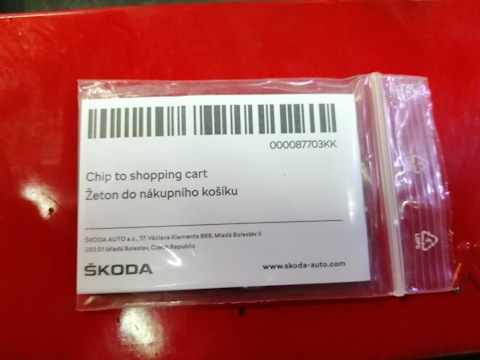 000087703KK
Chip to shopping cart
Žeton do nákupního košíku
ŠKODA AUTO a.s., Tř. Václava Klementa 869, Mladá Boleslav II
293 01 Mladá Boleslav, Czech Republic
ŠKODA
www.skoda-auto.com